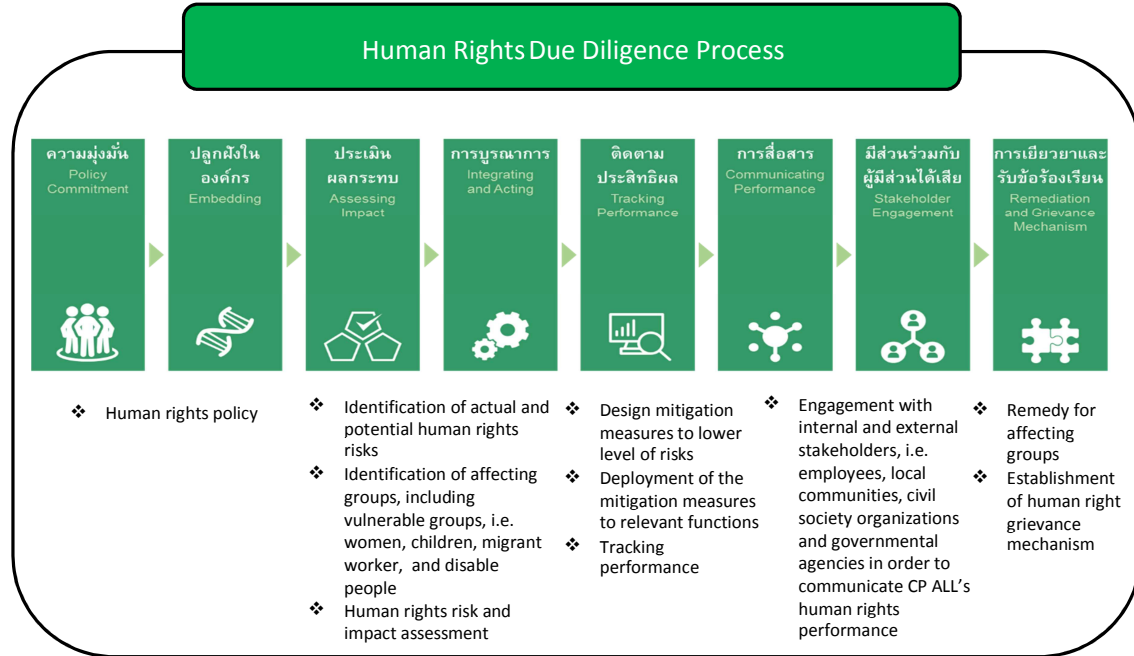 Human Rights Due Diligence Process
ความมุ่งมั่น
Policy
Commitment
ปลูกฝังใน
องค์กร
Embedding
ประเมิน
ผลกระทบ
Assessing
Impact
การบูรณาการ
Integrating
and Acting
ติดตาม
ประสิทธิผล
Tracking
Performance
การสื่อสาร
Communicating
Performance
มีส่วนร่วมกับ
ผู้มีส่วนได้เสีย
Stakeholder
Engagement
การเยียวยาและ
รับข้อร้องเรียน
Remediation
and Grievance
Mechanism
❖ Human rights policy
❖ Identification of actual and
potential human rights
risks
❖ Identification of affecting
groups, including
vulnerable groups, i.e.
women, children, migrant
worker, and disable
people
❖ Human rights risk and
impact assessment
❖ Design mitigation
measures to lower
level of risks
❖ Deployment of the
mitigation measures
to relevant functions
❖ Tracking
performance
❖ Engagement with
internal and external
stakeholders, i.e.
employees, local
communities, civil
society organizations
and governmental
agencies in order to
communicate CP ALL's
human rights
performance
❖ Remedy for
affecting
groups
❖ Establishment
of human right
grievance
mechanism